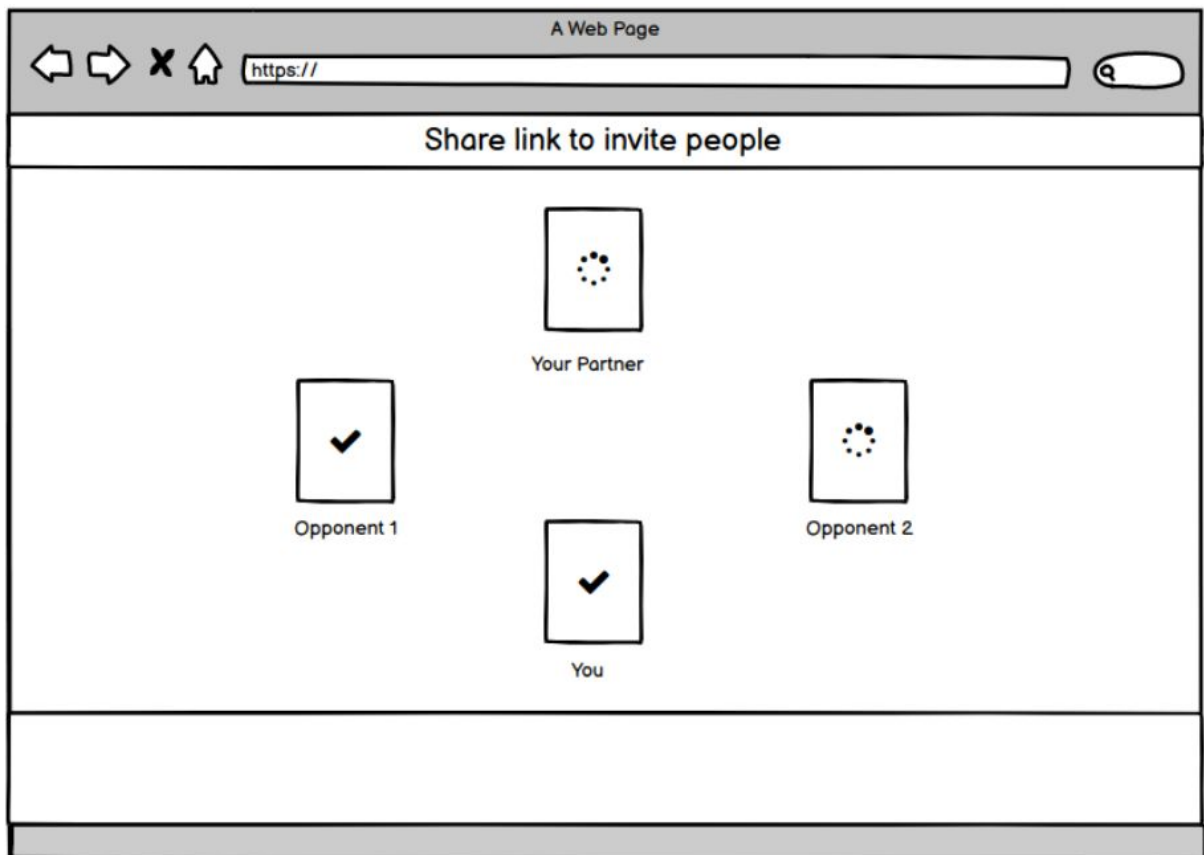 A Web Page
https://
Share link to invite people
Your Partner
Opponent 1
Opponent 2
You